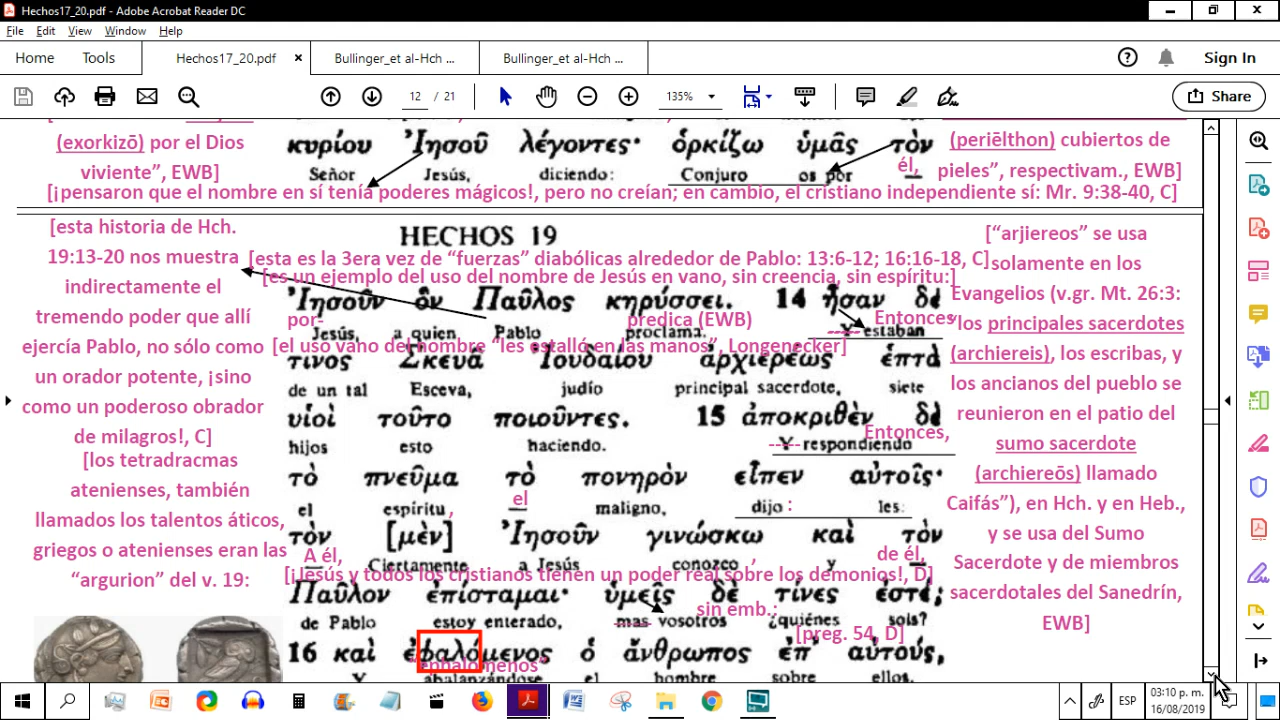 Hechos17_20.pdf - Adobe Acrobat Reader DC
File Edit View Window Help
Home Tools Hechos17_20.pdf × Bullinger_et al-Hch ... Bullinger_et al-Hch ... Sign In
12 / 21 135% Share
(exorkizō) por el Dios
viviente”, EWB]
κυρίου Ἰησοῦ λέγοντες· ὁρκίζω ὑμᾶς τὸν
Señor Jesús, diciendo: Conjuro os por él,
(periēlthon) cubiertos de
pieles”, respectivam., EWB]
[¡pensaron que el nombre en sí tenía poderes mágicos!, pero no creían; en cambio, el cristiano independiente sí: Mr. 9:38-40, C]
[esta historia de Hch.
19:13-20 nos muestra
indirectamente el
tremendo poder que allí
ejercía Pablo, no sólo como
un orador potente, ¡sino
como un poderoso obrador
de milagros!, C]
[los tetradracmas
atenienses, también
llamados los talentos áticos,
griegos o atenienses eran las
“argurion” del v. 19:
HECHOS 19
[esta es la 3era vez de “fuerzas” diabólicas alrededor de Pablo: 13:6-12; 16:16-18, C]
[es un ejemplo del uso del nombre de Jesús en vano, sin creencia, sin espíritu:]
Ἰησοῦν ὃν Παῦλος κηρύσσει. 14 ἦσαν δέ
por- predica (EWB) Entonces
Jesús, a quien Pablo proclama. Y estaban
[el uso vano del nombre “les estalló en las manos”, Longenecker]
τινος Σκευᾶ Ἰουδαίου ἀρχιερέως ἑπτὰ
de un tal Esceva, judío principal sacerdote, siete
υἱοὶ τοῦτο ποιοῦντες. 15 ἀποκριθὲν δὲ
Entonces,
hijos esto haciendo. Y respondiendo
τὸ πνεῦμα τὸ πονηρὸν εἶπεν αὐτοῖς·
el espíritu, el maligno, dijo: les:
τὸν [μὲν] Ἰησοῦν γινώσκω καὶ τὸν
A él, de él,
Ciertamente a Jesús conozco, y
[¡Jesús y todos los cristianos tienen un poder real sobre los demonios!, D]
Παῦλον ἐπίσταμαι· ὑμεῖς δὲ τίνες ἐστέ;
sin emb.:
de Pablo estoy enterado, mas vosotros ¿quiénes sois?
[preg. 54, D]
16 καὶ ἐφαλόμενος ὁ ἄνθρωπος ἐπ’ αὐτούς,
“ephalomenos”
Y abalanzándose el hombre sobre ellos,
[“arjiereos” se usa
solamente en los
Evangelios (v.gr. Mt. 26:3:
“los principales sacerdotes
(archiereis), los escribas, y
los ancianos del pueblo se
reunieron en el patio del
sumo sacerdote
(archiereōs) llamado
Caifás”), en Hch. y en Heb.,
y se usa del Sumo
Sacerdote y de miembros
sacerdotales del Sanedrín,
EWB]
ESP
03:10 p. m.
16/08/2019